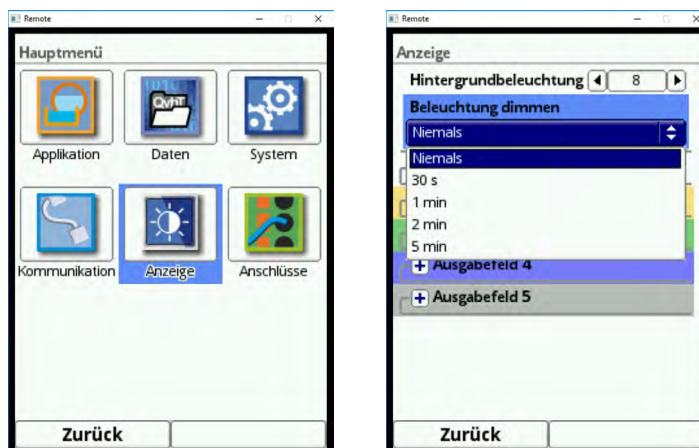 Remote
Hauptmenü
QvhT
Applikation
Daten
System
Kommunikation
Anzeige
Anschlüsse
Zurück
Remote
Anzeige
Hintergrundbeleuchtung 8
Beleuchtung dimmen
Niemals
Niemals
30 s
1 min
2 min
5 min
Ausgabefeld 4
Ausgabefeld 5
Zurück